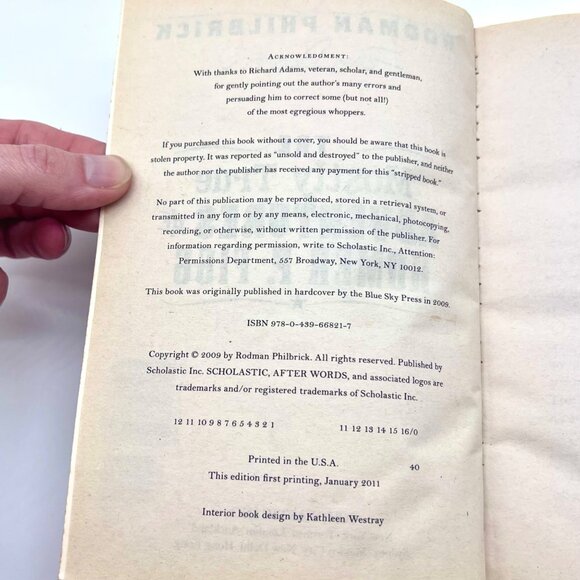 ACKNOWLEDGMENT:
With thanks to Richard Adams, veteran, scholar, and gentleman,
for gently pointing out the author's many errors and
persuading him to correct some (but not all!)
of the most egregious whoppers.
If you purchased this book without a cover, you should be aware that this book is
stolen property. It was reported as "unsold and destroyed" to the publisher, and neither
the author nor the publisher has received any payment for this "stripped book."
No part of this publication may be reproduced, stored in a retrieval system, or
transmitted in any form or by any means, electronic, mechanical, photocopying,
recording, or otherwise, without written permission of the publisher. For
information regarding permission, write to Scholastic Inc., Attention:
Permissions Department, 557 Broadway, New York, NY 10012.
This book was originally published in hardcover by the Blue Sky Press in 2009.
ISBN 978-0-439-66821-7
Copyright © 2009 by Rodman Philbrick. All rights reserved. Published by
Scholastic Inc. SCHOLASTIC, AFTER WORDS, and associated logos are
trademarks and/or registered trademarks of Scholastic Inc.
12 11 10 9 8 7 6 5 4 3 2 1 11 12 13 14 15 16/0
Printed in the U.S.A. 40
This edition first printing, January 2011
Interior book design by Kathleen Westray